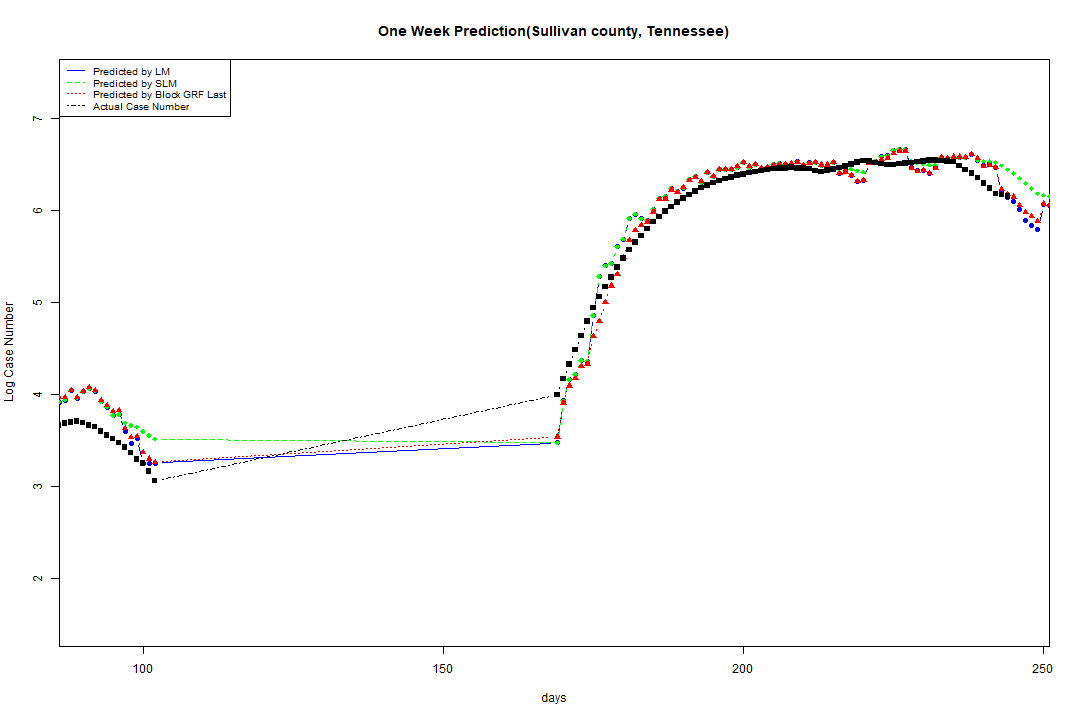 One Week Prediction(Sullivan county, Tennessee)
Predicted by LM
Predicted by SLM
Predicted by Block GRF Last
Actual Case Number
7
6
5
4
3
2
Log Case Number
100 150 200 250
days